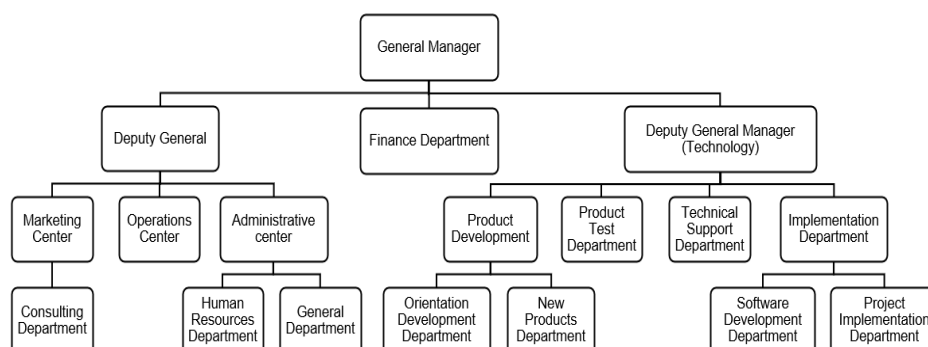 General Manager
Deputy General
Finance Department
Deputy General Manager
(Technology)
Marketing
Center
Operations
Center
Administrative
center
Product
Development
Product
Test
Department
Technical
Support
Department
Implementation
Department
Consulting
Department
Human
Resources
Department
General
Department
Orientation
Development
Department
New
Products
Department
Software
Development
Department
Project
Implementation
Department